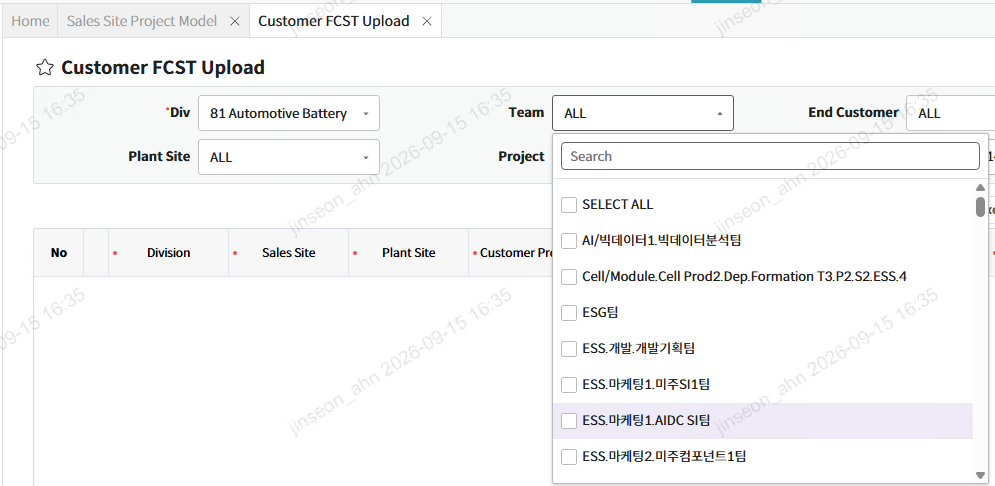 Home Sales Site Project Model Customer FCST Upload
Customer FCST Upload
*Div 81 Automotive Battery Team ALL End Customer ALL
Plant Site ALL Project
Search
SELECT ALL
AI/빅데이터1.빅데이터분석팀
Cell/Module.Cell Prod2.Dep.Formation T3.P2.S2.ESS.4
ESG팀
ESS.개발.개발기획팀
ESS.마케팅1.미주SI1팀
ESS.마케팅1.AIDC SI팀
ESS.마케팅2.미주컴포넌트1팀
No Division Sales Site Plant Site Customer Pr
jinseon_ahn 2026-09-15 16:35